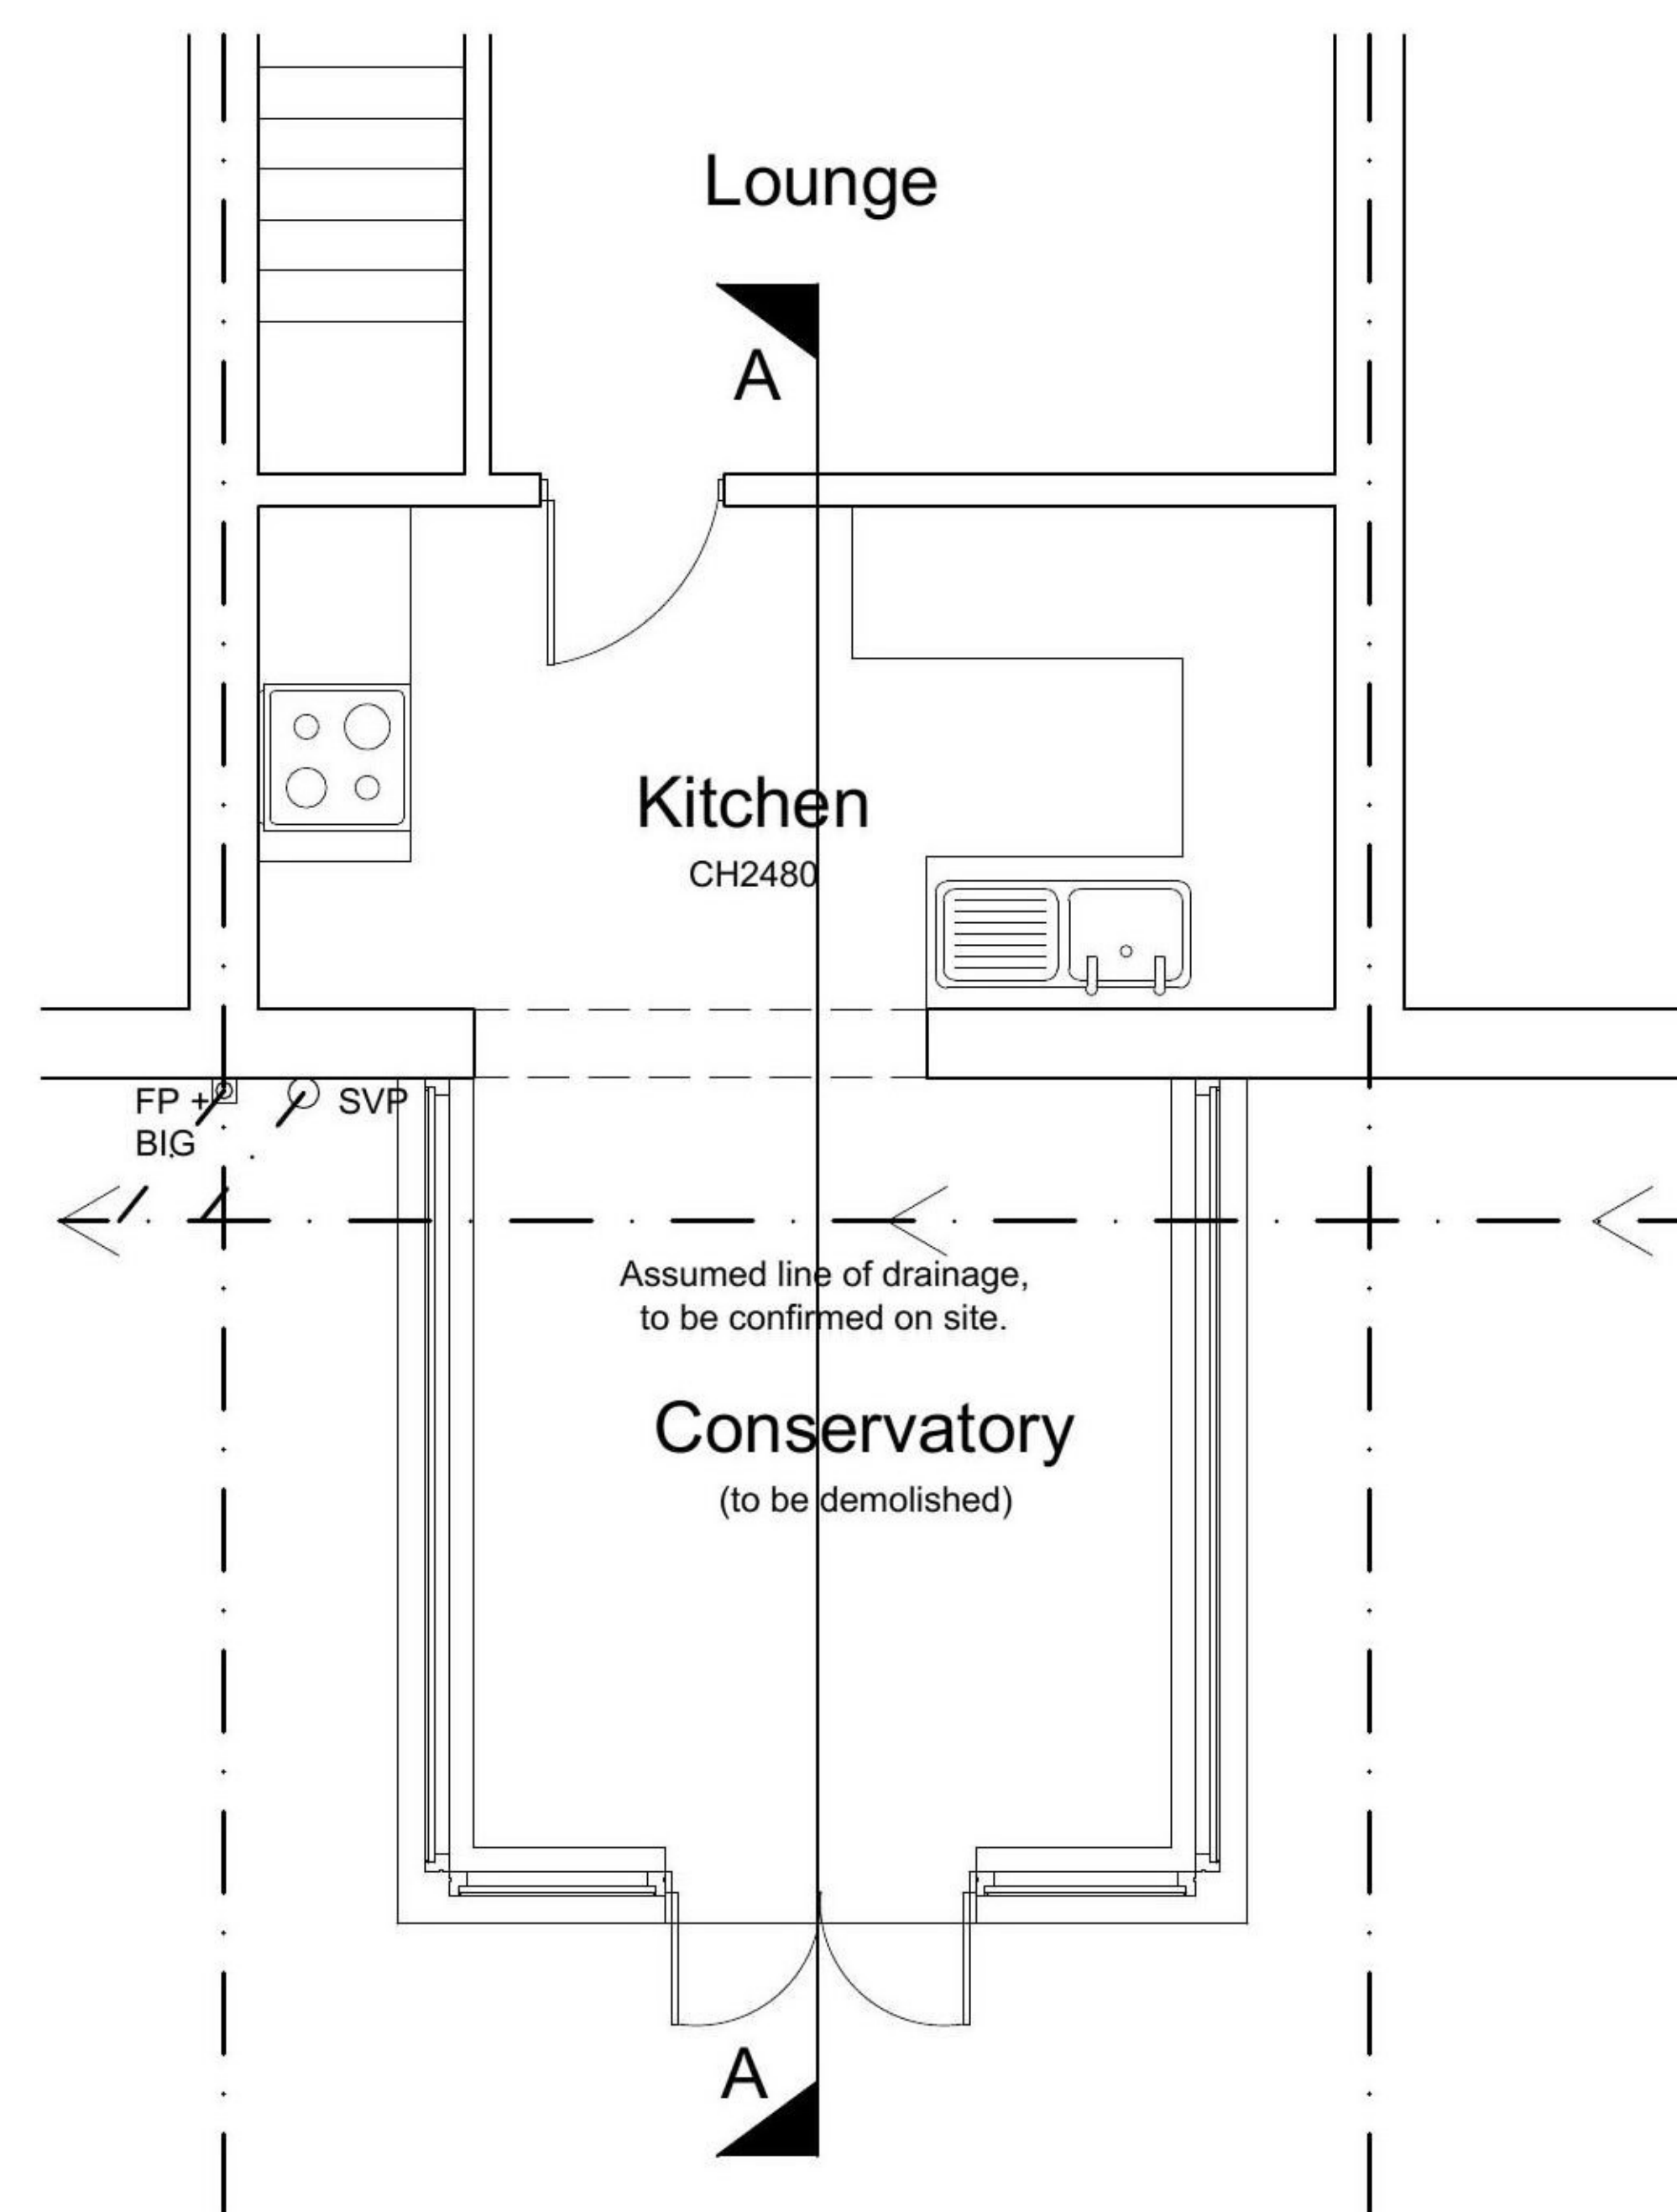 Lounge
A
Kitchen
CH2480
FP +
BIG
SVP
Assumed line of drainage,
to be confirmed on site.
Conservatory
(to be demolished)
A